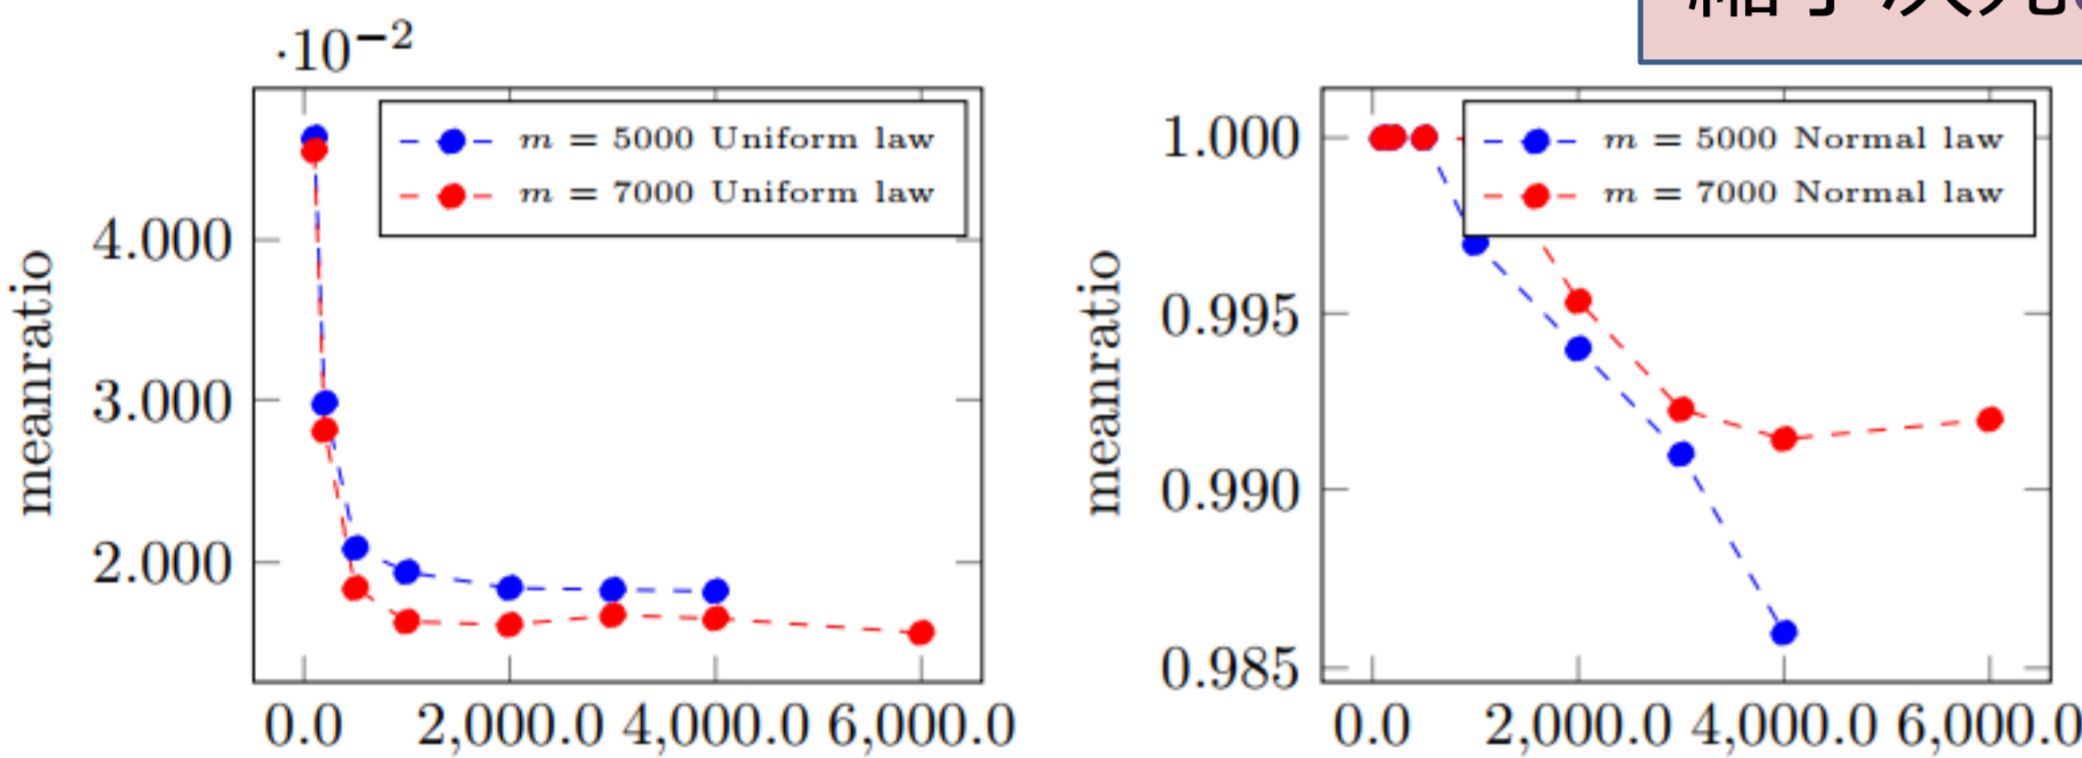 ·10⁻²
m = 5000 Uniform law
m = 7000 Uniform law
4.000
3.000
2.000
meanratio
0.0 2,000.0 4,000.0 6,000.0
m = 5000 Normal law
m = 7000 Normal law
1.000
0.995
0.990
0.985
meanratio
0.0 2,000.0 4,000.0 6,000.0